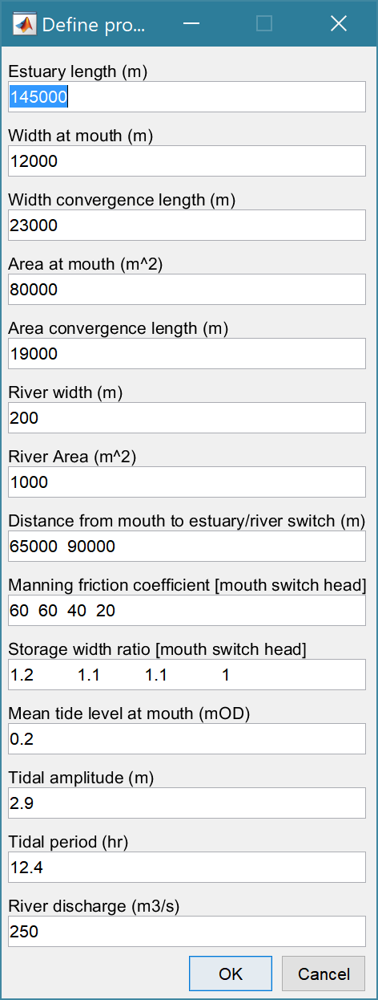 Define pro...
Estuary length (m)
145000
Width at mouth (m)
12000
Width convergence length (m)
23000
Area at mouth (m^2)
80000
Area convergence length (m)
19000
River width (m)
200
River Area (m^2)
1000
Distance from mouth to estuary/river switch (m)
65000 90000
Manning friction coefficient [mouth switch head]
60 60 40 20
Storage width ratio [mouth switch head]
1.2 1.1 1.1 1
Mean tide level at mouth (mOD)
0.2
Tidal amplitude (m)
2.9
Tidal period (hr)
12.4
River discharge (m3/s)
250
OK Cancel